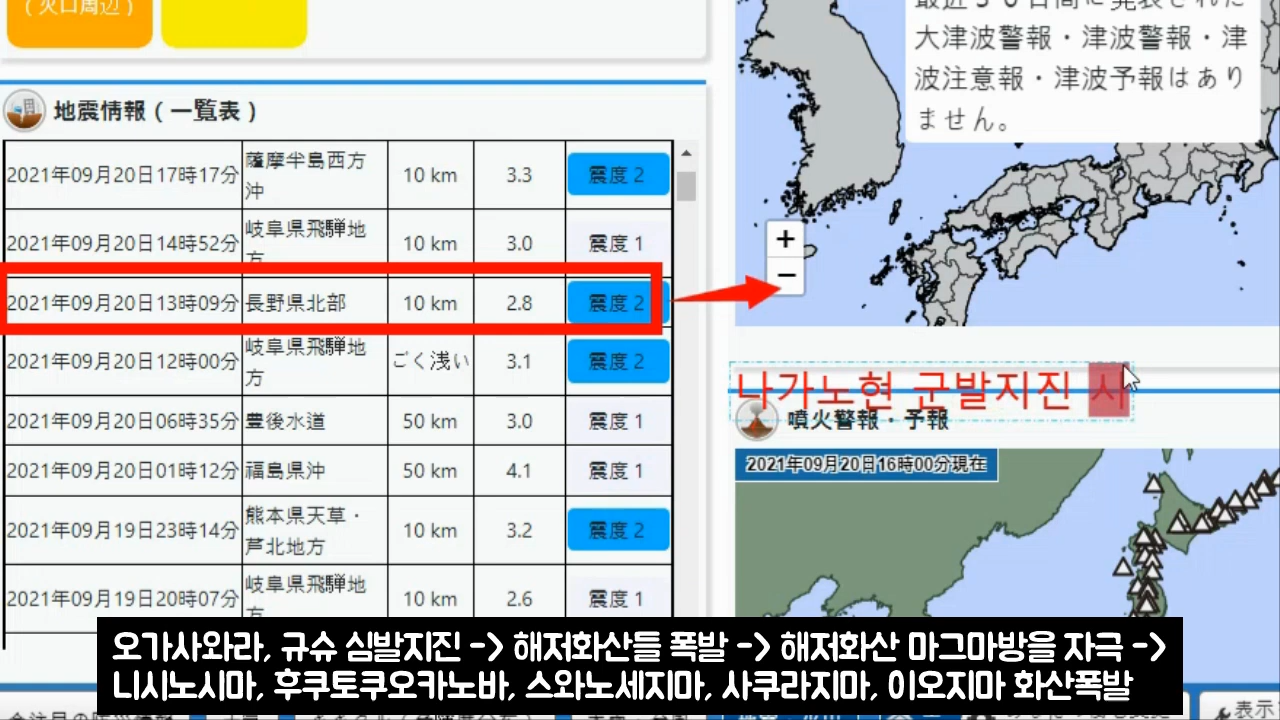 （火口周辺）
地震情報（一覧表）
2021年09月20日17時17分 薩摩半島西方沖 10 km 3.3 震度 2
2021年09月20日14時52分 岐阜県飛騨地方 10 km 3.0 震度 1
2021年09月20日13時09分 長野県北部 10 km 2.8 震度 2
2021年09月20日12時00分 岐阜県飛騨地方 ごく浅い 3.1 震度 2
2021年09月20日06時35分 豊後水道 50 km 3.0 震度 1
2021年09月20日01時12分 福島県沖 50 km 4.1 震度 1
2021年09月19日23時14分 熊本県天草・芦北地方 10 km 3.2 震度 2
2021年09月19日20時07分 岐阜県飛騨地方 10 km 2.6 震度 1
最近３０日間に発表された
大津波警報・津波警報・津
波注意報・津波予報はあり
ません。
+
−
나가노현 군발지진 시
噴火警報・予報
2021年09月20日16時00分現在
오가사와라, 규슈 심발지진 -> 해저화산들 폭발 -> 해저화산 마그마방을 자극 ->
니시노시마, 후쿠토쿠오카노바, 스와노세지마, 사쿠라지마, 이오지마 화산폭발
表示